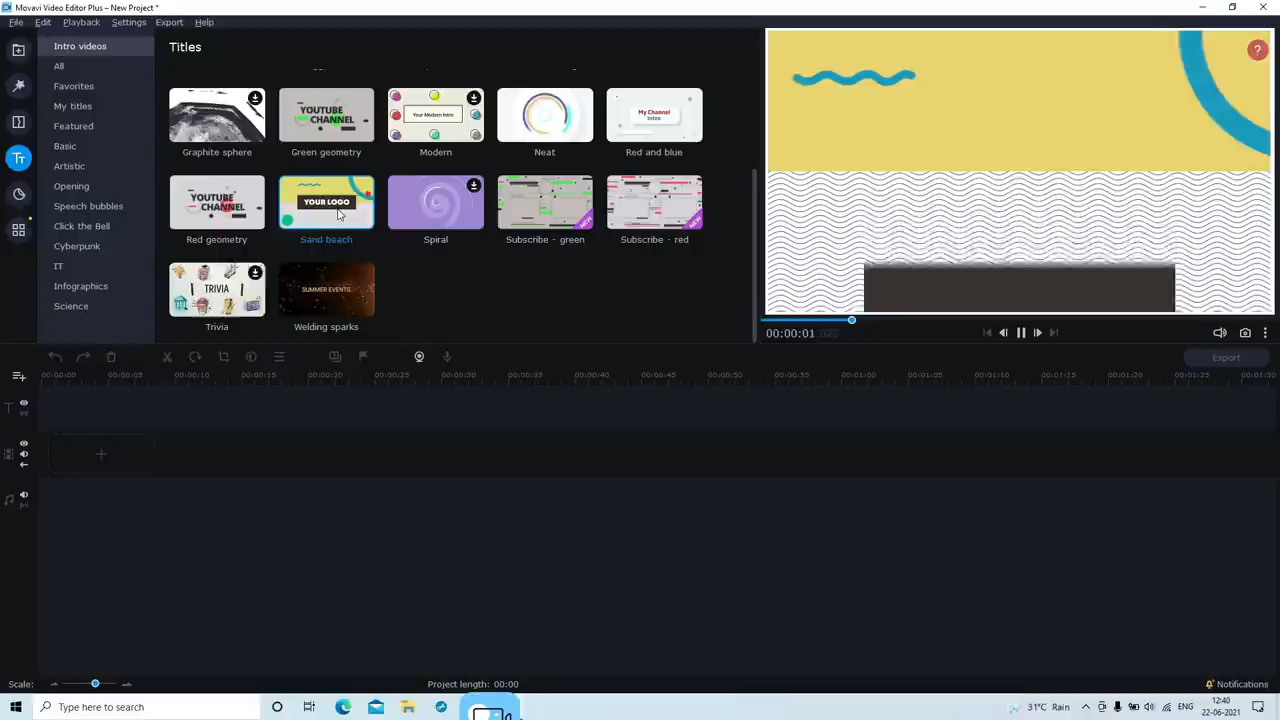 Movavi Video Editor Plus – New Project *
File Edit Playback Settings Export Help
Intro videos
All
Favorites
My titles
Featured
Basic
Artistic
Opening
Speech bubbles
Click the Bell
Cyberpunk
IT
Infographics
Science
Titles
YOUTUBE CHANNEL
Your Modern Intro
My Channel
Intro
Graphite sphere Green geometry Modern Neat Red and blue
YOUTUBE CHANNEL
YOUR LOGO
NEW
NEW
Red geometry Sand beach Spiral Subscribe - green Subscribe - red
TRIVIA
SUMMER EVENTS
Trivia Welding sparks
?
00:00:01
Export
00:00:00 00:00:05 00:00:10 00:00:15 00:00:20 00:00:25 00:00:30 00:00:35 00:00:40 00:00:45 00:00:50 00:00:55 00:01:00 00:01:05 00:01:10 00:01:15 00:01:20 00:01:25 00:01:30
Scale:
Project length: 00:00
Notifications
Type here to search
31°C Rain
ENG
12:40
22-06-2021